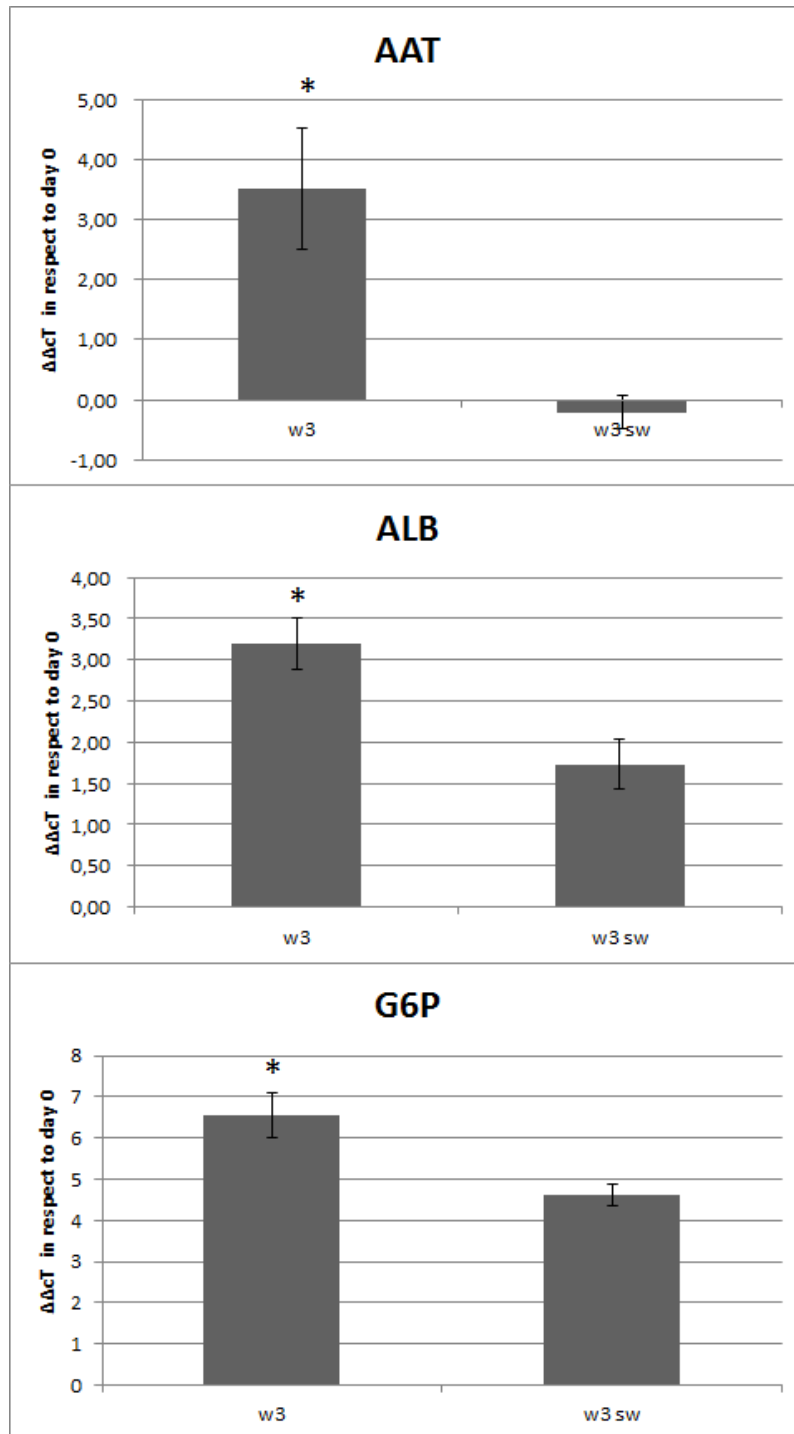 AAT
*
ΔΔcT in respect to day 0
5,00
4,00
3,00
2,00
1,00
0,00
-1,00
w3
w3 sw
ALB
*
ΔΔcT in respect to day 0
4,00
3,50
3,00
2,50
2,00
1,50
1,00
0,50
0,00
w3
w3 sw
G6P
*
ΔΔcT in respect to day 0
8
7
6
5
4
3
2
1
0
w3
w3 sw